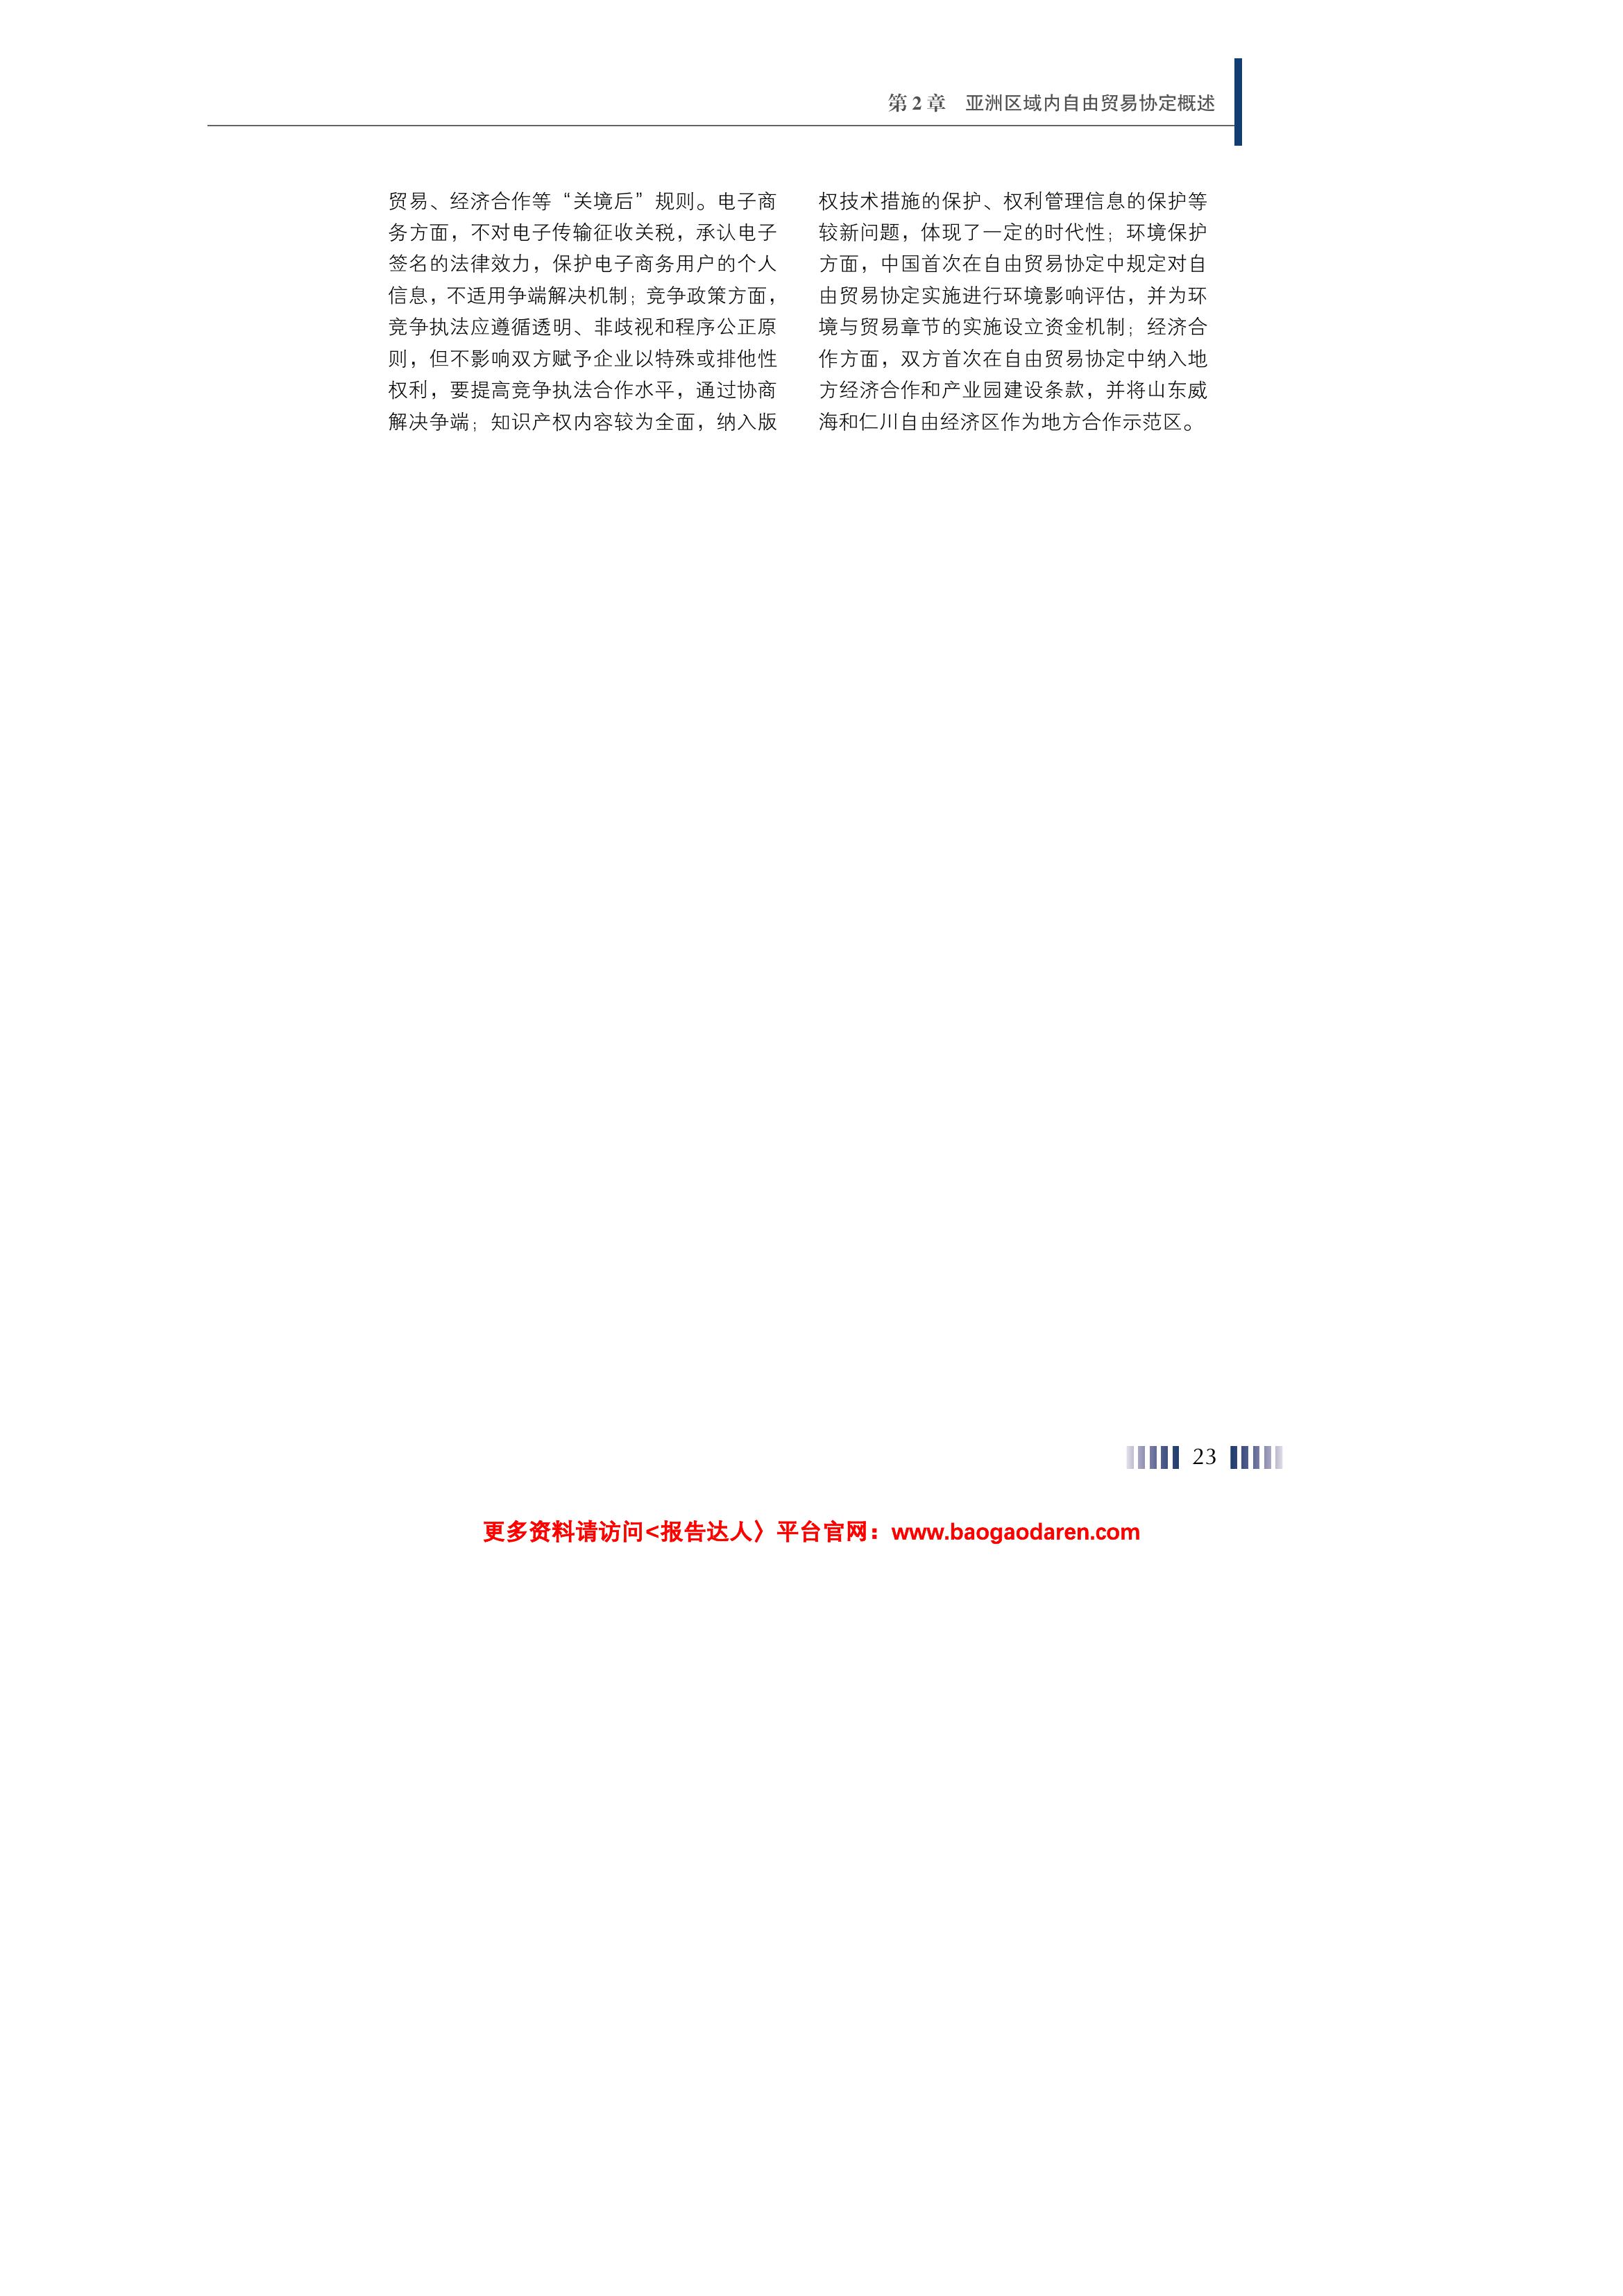 第 2 章 亚洲区域内自由贸易协定概述
贸易、经济合作等“关境后”规则。电子商
务方面，不对电子传输征收关税，承认电子
签名的法律效力，保护电子商务用户的个人
信息，不适用争端解决机制；竞争政策方面，
竞争执法应遵循透明、非歧视和程序公正原
则，但不影响双方赋予企业以特殊或排他性
权利，要提高竞争执法合作水平，通过协商
解决争端；知识产权内容较为全面，纳入版
权技术措施的保护、权利管理信息的保护等
较新问题，体现了一定的时代性；环境保护
方面，中国首次在自由贸易协定中规定对自
由贸易协定实施进行环境影响评估，并为环
境与贸易章节的实施设立资金机制；经济合
作方面，双方首次在自由贸易协定中纳入地
方经济合作和产业园建设条款，并将山东威
海和仁川自由经济区作为地方合作示范区。
23
更多资料请访问<报告达人〉平台官网：www.baogaodaren.com